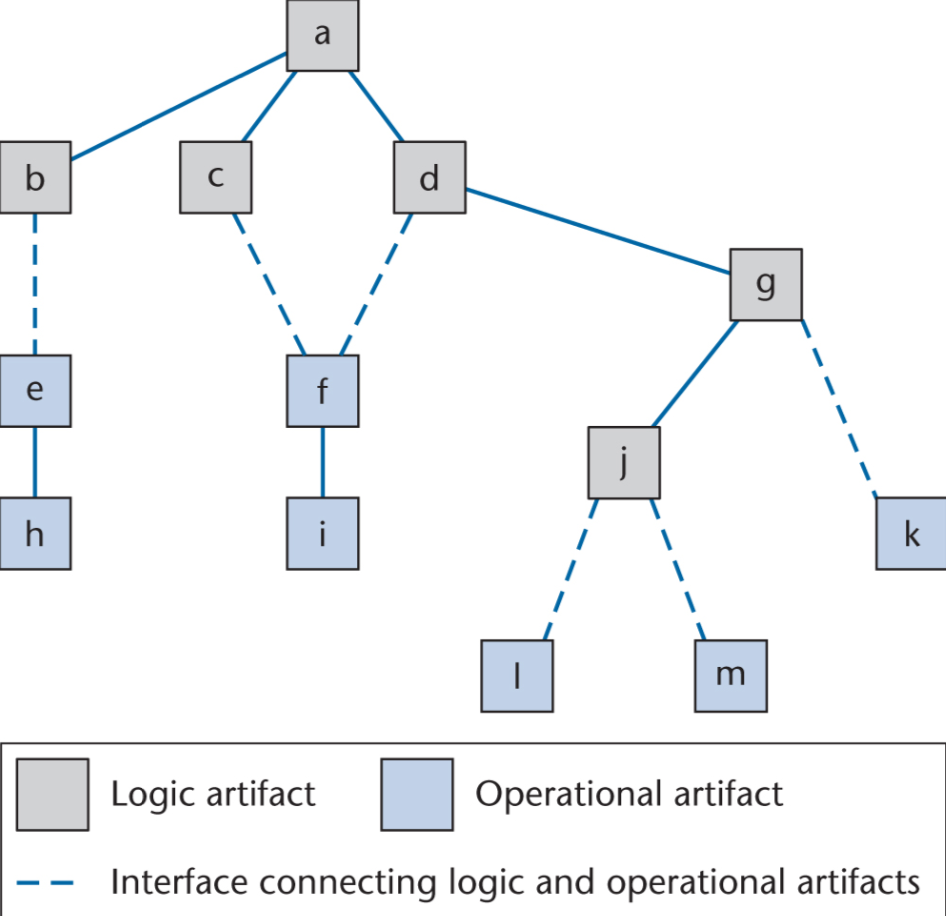 a
b
c
d
g
e
f
j
h
i
k
l
m
Logic artifact
Operational artifact
Interface connecting logic and operational artifacts